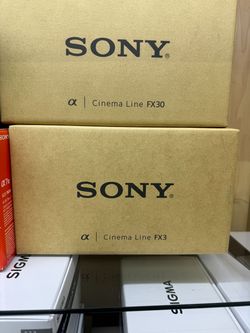 SONY®
α | Cinema Line FX30
SONY®
α | Cinema Line FX3
SIGMA
SIGMA